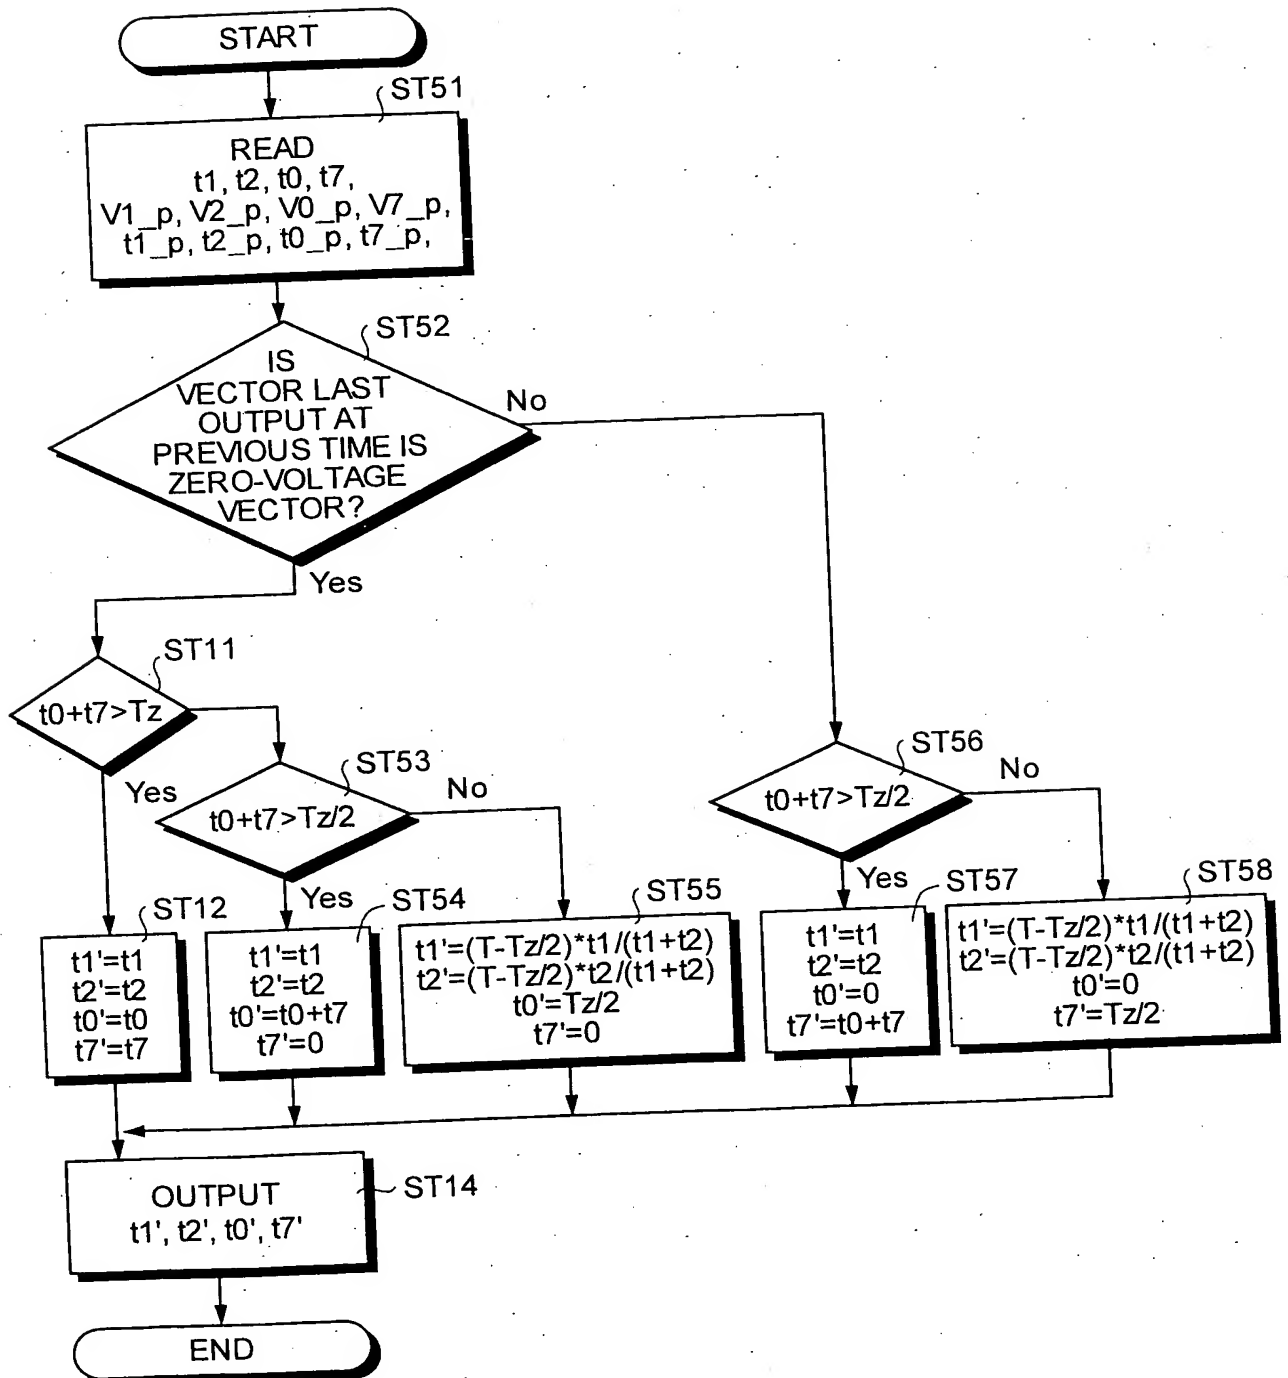 START
ST51
READ
t1, t2, t0, t7,
V1_p, V2_p, V0_p, V7_p,
t1_p, t2_p, t0_p, t7_p,
ST52
IS
VECTOR LAST
OUTPUT AT
PREVIOUS TIME IS
ZERO-VOLTAGE
VECTOR?
No
Yes
ST11
t0+t7>Tz
Yes
ST53
t0+t7>Tz/2
No
Yes
ST56
t0+t7>Tz/2
No
Yes
ST12
t1'=t1
t2'=t2
t0'=t0
t7'=t7
ST54
t1'=t1
t2'=t2
t0'=t0+t7
t7'=0
ST55
t1'=(T-Tz/2)*t1/(t1+t2)
t2'=(T-Tz/2)*t2/(t1+t2)
t0'=Tz/2
t7'=0
ST57
t1'=t1
t2'=t2
t0'=0
t7'=t0+t7
ST58
t1'=(T-Tz/2)*t1/(t1+t2)
t2'=(T-Tz/2)*t2/(t1+t2)
t0'=0
t7'=Tz/2
ST14
OUTPUT
t1', t2', t0', t7'
END